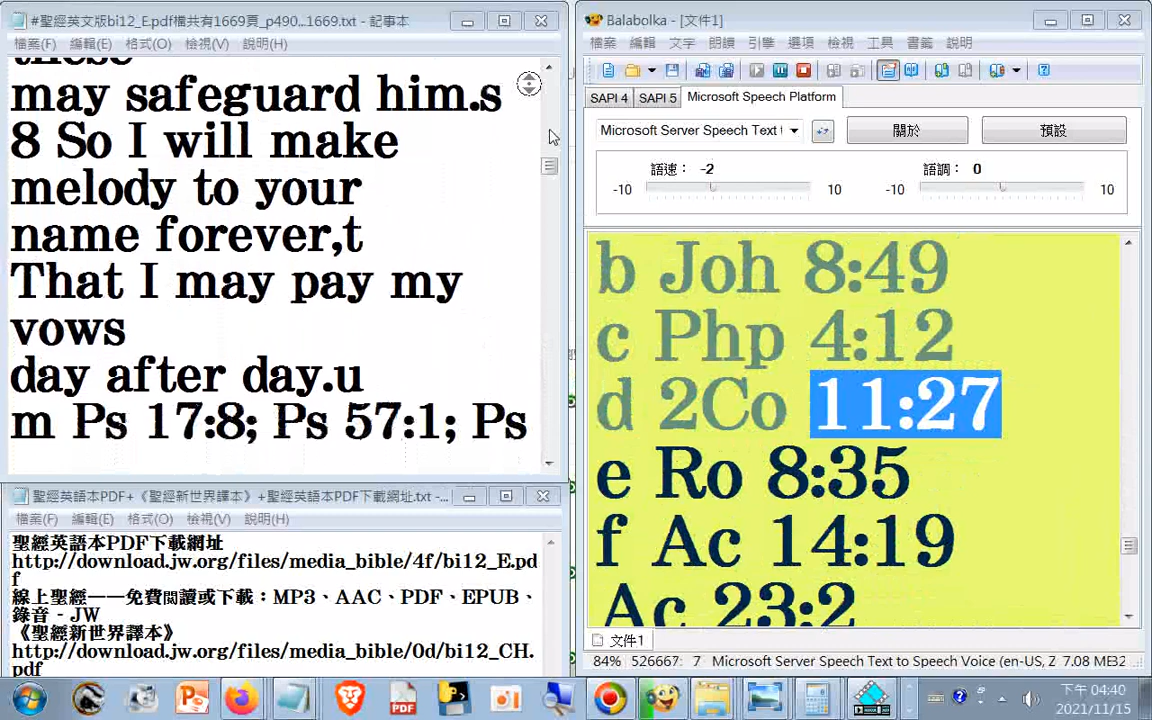 #聖經英文版bi12_E.pdf檔共有1669頁_p490...1669.txt - 記事本
檔案(F) 編輯(E) 格式(O) 檢視(V) 說明(H)
these
may safeguard him.s
8 So I will make
melody to your
name forever,t
That I may pay my
vows
day after day.u
m Ps 17:8; Ps 57:1; Ps
聖經英語本PDF+《聖經新世界譯本》+聖經英語本PDF下載網址.txt -...
檔案(F) 編輯(E) 格式(O) 檢視(V) 說明(H)
聖經英語本PDF下載網址
http://download.jw.org/files/media_bible/4f/bi12_E.pd
f
線上聖經——免費閱讀或下載：MP3、AAC、PDF、EPUB、
錄音 - JW
《聖經新世界譯本》
http://download.jw.org/files/media_bible/0d/bi12_CH.
pdf
Balabolka - [文件1]
檔案 編輯 文字 朗讀 引擎 選項 檢視 工具 書籤 說明
SAPI 4 SAPI 5 Microsoft Speech Platform
Microsoft Server Speech Text t 關於 預設
語速： -2 語調： 0
-10 10 -10 10
b Joh 8:49
c Php 4:12
d 2Co 11:27
e Ro 8:35
f Ac 14:19
Ac 23:2
文件1
84% 526667: 7 Microsoft Server Speech Text to Speech Voice (en-US, Z 7.08 MB32
PDF
下午 04:40
2021/11/15